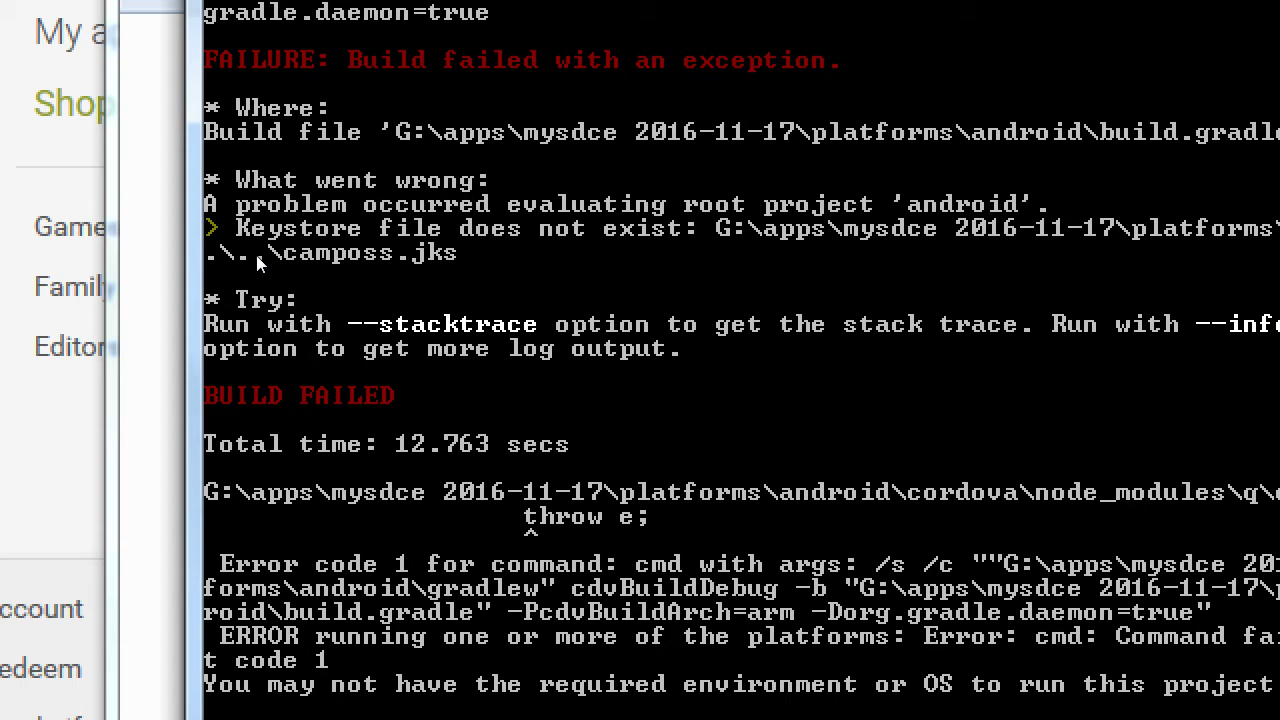 My a
Shop
Game
Family
Editor
ccount
edeem
gradle.daemon=true
FAILURE: Build failed with an exception.
* Where:
Build file 'G:\apps\mysdce 2016-11-17\platforms\android\build.gradle
* What went wrong:
A problem occurred evaluating root project 'android'.
> Keystore file does not exist: G:\apps\mysdce 2016-11-17\platforms\
.\..\camposs.jks
* Try:
Run with --stacktrace option to get the stack trace. Run with --info
option to get more log output.
BUILD FAILED
Total time: 12.763 secs
G:\apps\mysdce 2016-11-17\platforms\android\cordova\node_modules\q\
throw e;
^
Error code 1 for command: cmd with args: /s /c ""G:\apps\mysdce 201
forms\android\gradlew" cdvBuildDebug -b "G:\apps\mysdce 2016-11-17\p
roid\build.gradle" -PcdvBuildArch=arm -Dorg.gradle.daemon=true"
ERROR running one or more of the platforms: Error: cmd: Command fai
t code 1
You may not have the required environment or OS to run this project